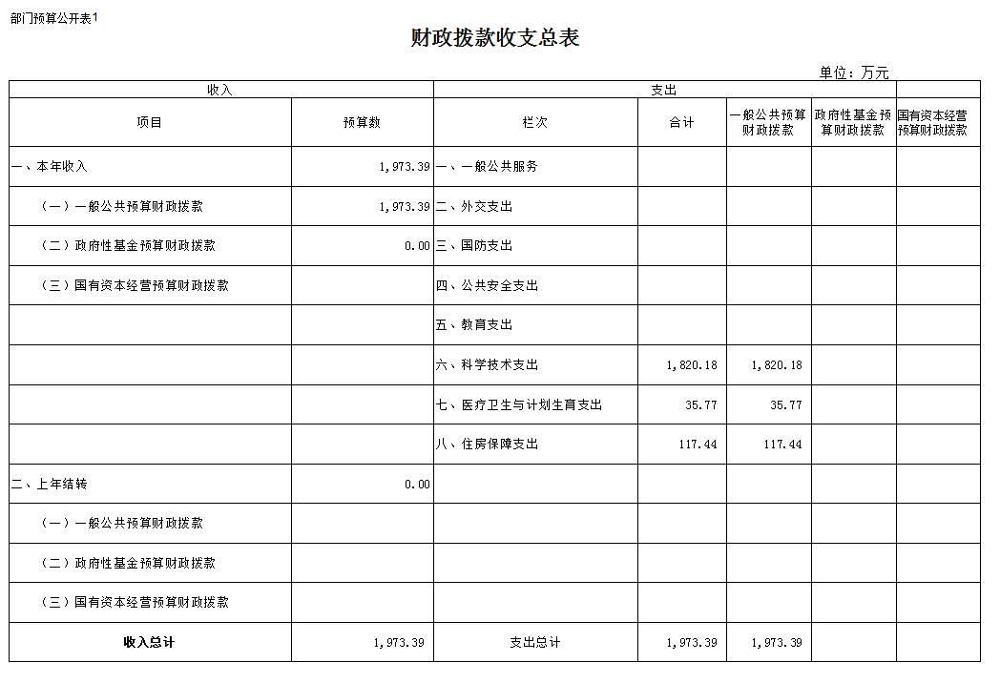 部门预算公开表1
财政拨款收支总表
单位：万元
收入 支出
项目 预算数 栏次 合计 一般公共预算财政拨款 政府性基金预算财政拨款 国有资本经营预算财政拨款
一、本年收入 1,973.39 一、一般公共服务
（一）一般公共预算财政拨款 1,973.39 二、外交支出
（二）政府性基金预算财政拨款 0.00 三、国防支出
（三）国有资本经营预算财政拨款 四、公共安全支出
五、教育支出
六、科学技术支出 1,820.18 1,820.18
七、医疗卫生与计划生育支出 35.77 35.77
八、住房保障支出 117.44 117.44
二、上年结转 0.00
（一）一般公共预算财政拨款
（二）政府性基金预算财政拨款
（三）国有资本经营预算财政拨款
收入总计 1,973.39 支出总计 1,973.39 1,973.39